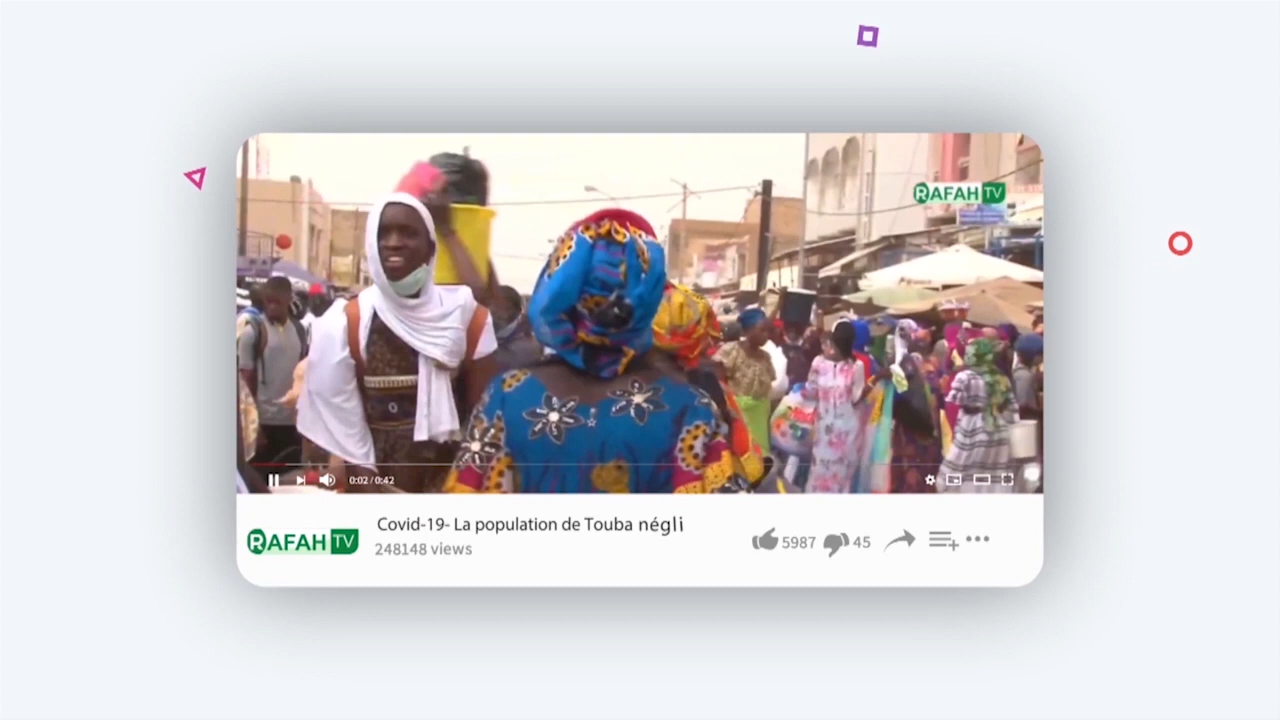 RAFAH TV
0:02 / 0:42
RAFAH TV
Covid-19- La population de Touba négli
248148 views
5987
45